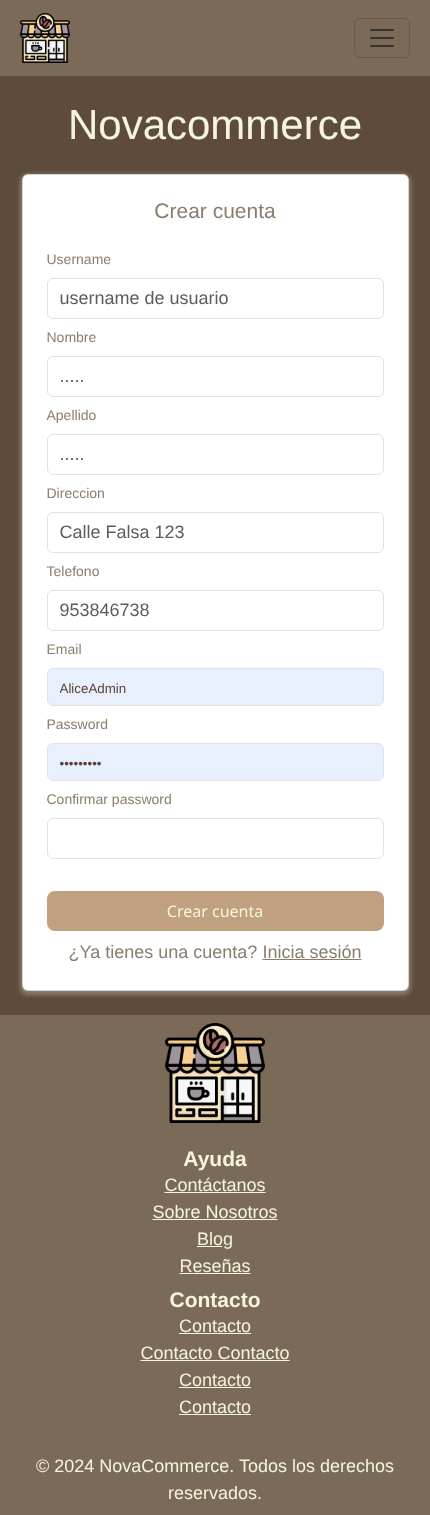 Novacommerce
Crear cuenta
Username
username de usuario
Nombre
.....
Apellido
.....
Direccion
Calle Falsa 123
Telefono
953846738
Email
AliceAdmin
Password
•••••••••
Confirmar password
Crear cuenta
¿Ya tienes una cuenta? Inicia sesión
Ayuda
Contáctanos
Sobre Nosotros
Blog
Reseñas
Contacto
Contacto
Contacto Contacto
Contacto
Contacto
© 2024 NovaCommerce. Todos los derechos
reservados.